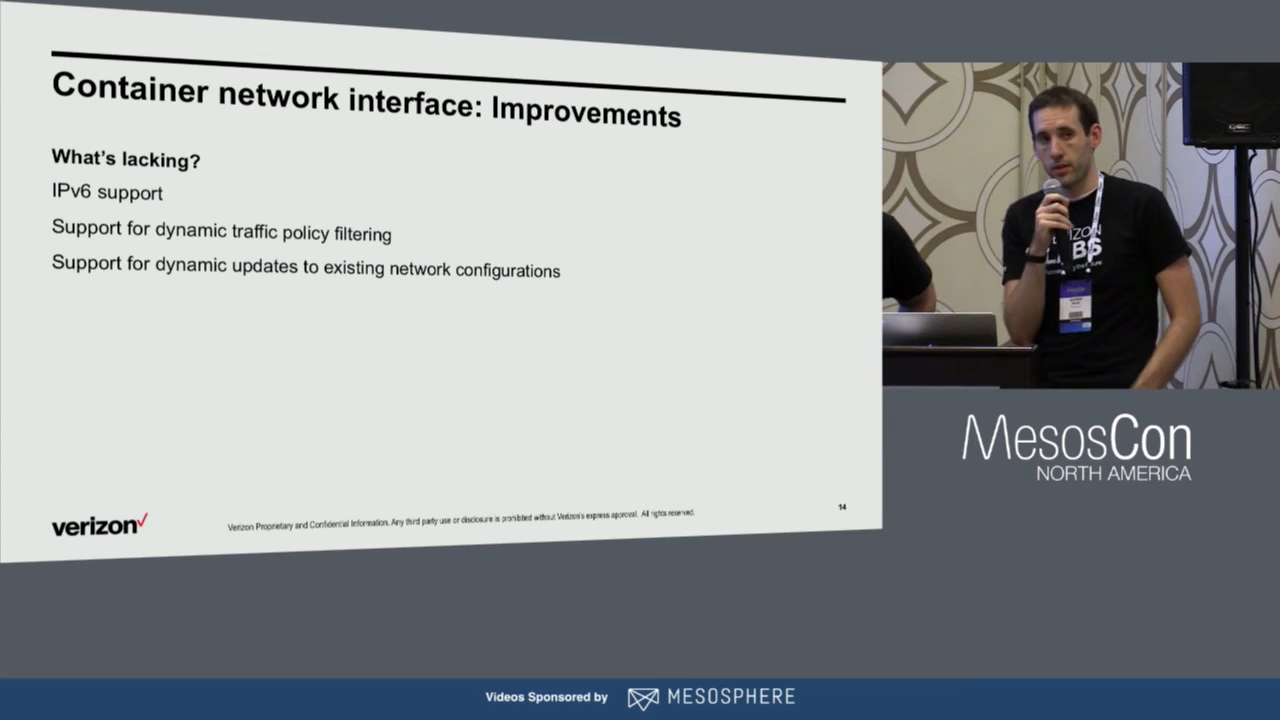 Container network interface: Improvements
What's lacking?
IPv6 support
Support for dynamic traffic policy filtering
Support for dynamic updates to existing network configurations
verizon
Verizon Proprietary and Confidential Information. Any third party use or disclosure is prohibited without Verizon's express approval. All rights reserved.
14
QSC
MesosCon
NORTH AMERICA
Videos Sponsored by
MESOSPHERE